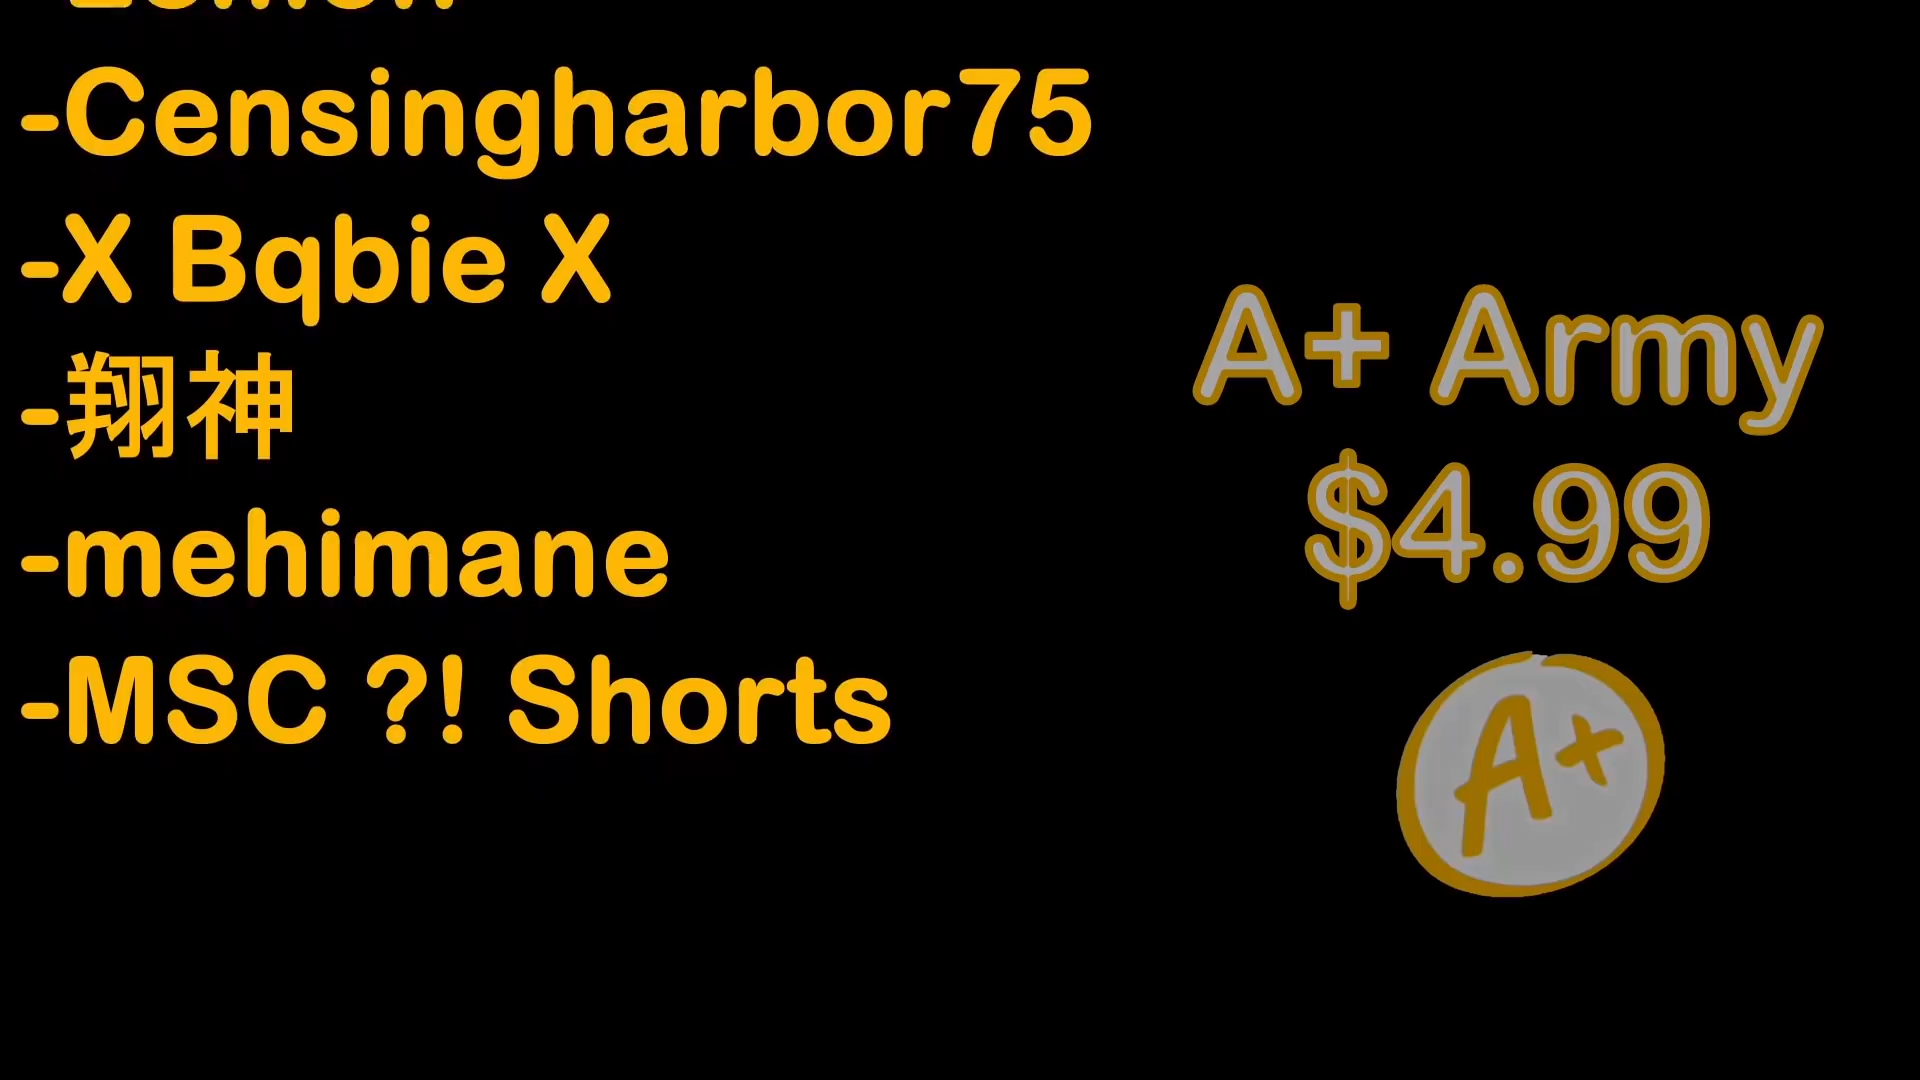 -Censingharbor75
-X Bqbie X
-翔神
-mehimane
-MSC ?! Shorts
A+ Army
$4.99
A+